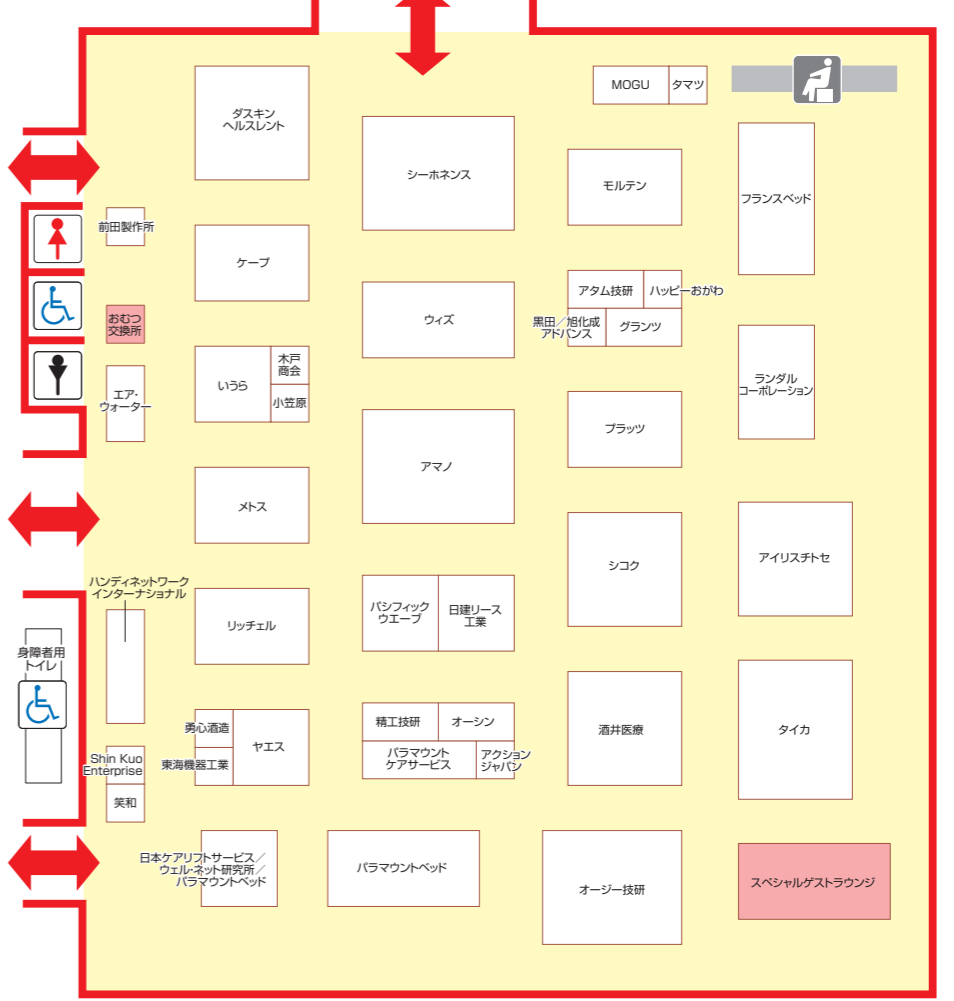 MOGU
タマツ
ダスキン
ヘルスレント
シーホネンス
モルテン
フランスベッド
前田製作所
ケープ
アタム技研
ハッピーおがわ
黒田／旭化成
アドバンス
グランツ
おむつ
交換所
ウィズ
木戸
商会
いうら
小笠原
エア・
ウォーター
ランダル
コーポレーション
プラッツ
アマノ
メトス
シコク
アイリスチトセ
ハンディネットワーク
インターナショナル
パシフィック
ウエーブ
日建リース
工業
リッチェル
身障者用
トイレ
勇心酒造
東海機器工業
ヤエス
精工技研
オーシン
パラマウント
ケアサービス
アクション
ジャパン
酒井医療
タイカ
Shin Kuo
Enterprise
笑和
日本ケアリフトサービス／
ウェル・ネット研究所／
パラマウントベッド
パラマウントベッド
オージー技研
スペシャルゲストラウンジ